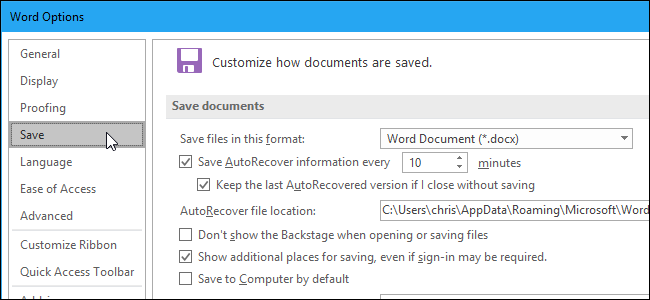 Word Options
General
Display
Proofing
Save
Language
Ease of Access
Advanced
Customize Ribbon
Quick Access Toolbar
Customize how documents are saved.
Save documents
Save files in this format: Word Document (*.docx)
Save AutoRecover information every 10 minutes
Keep the last AutoRecovered version if I close without saving
AutoRecover file location: C:\Users\chris\AppData\Roaming\Microsoft\Word
Don't show the Backstage when opening or saving files
Show additional places for saving, even if sign-in may be required.
Save to Computer by default